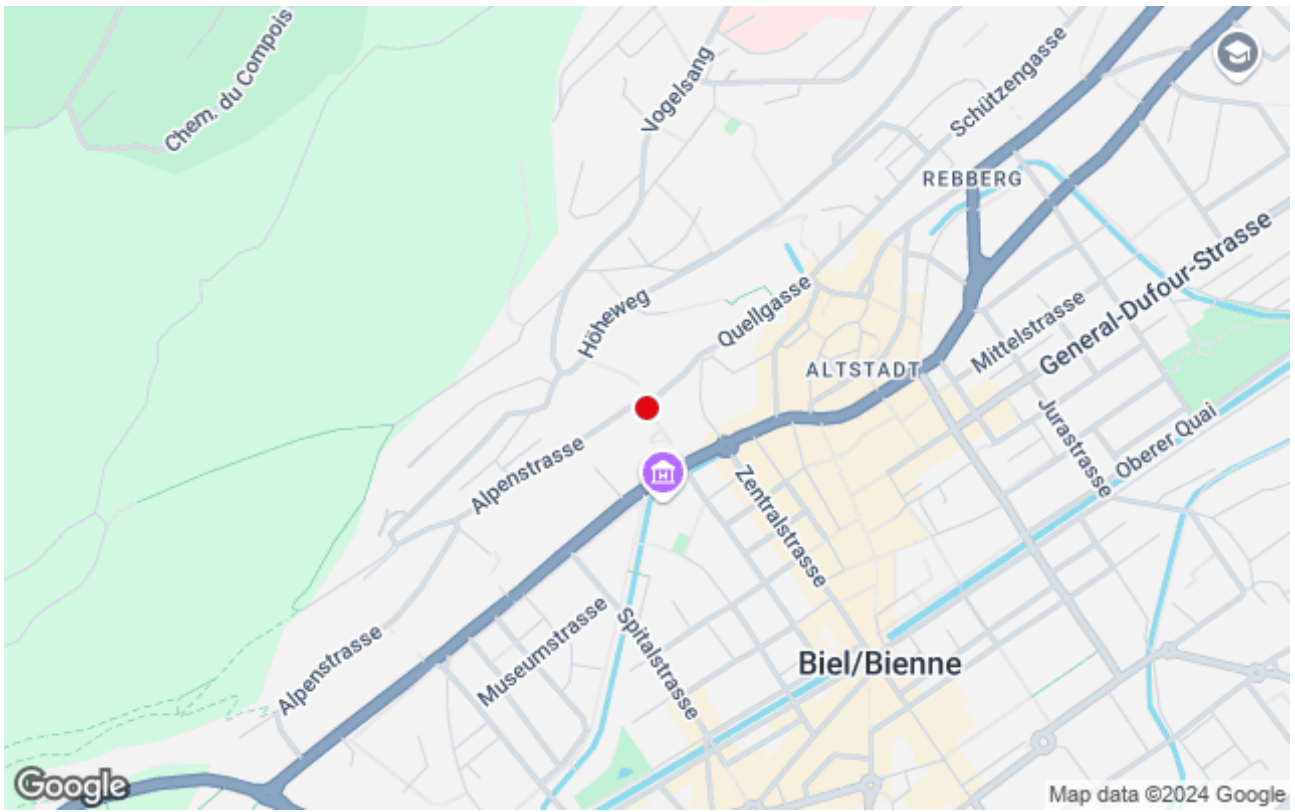 Chem. du Compois
Vogelsang
Schützengasse
REBBERG
General-Dufour-Strasse
Höheweg
Quellgasse
Mittelstrasse
ALTSTADT
Jurastrasse
Oberer Quai
Alpenstrasse
H
Zentralstrasse
Museumstrasse
Spitalstrasse
Alpenstrasse
Biel/Bienne
Google
Map data ©2024 Google